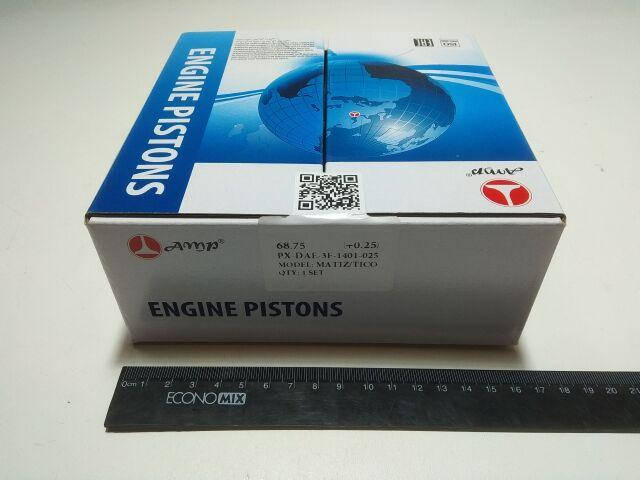 ENGINE PISTONS
AMP®
AMP®
68.75 (+0.25)
PX-DAE-3F-1401-025
MODEL: MATIZ/TICO
QTY: 1 SET
ENGINE PISTONS
0cm 1 2 3 4 5 6 7 8 9 10 11 12 13 14 15 16 17 18 19 20 21
ECONOMIX